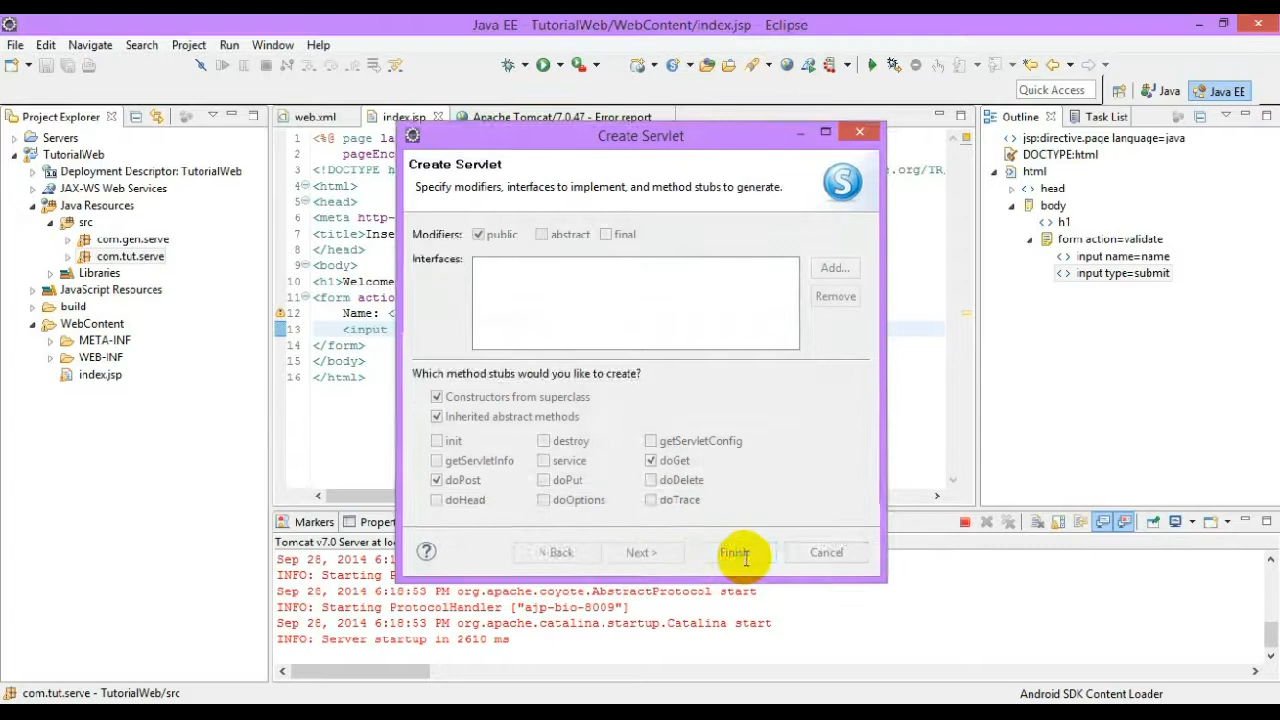 Java EE - TutorialWeb/WebContent/index.jsp - Eclipse
File Edit Navigate Search Project Run Window Help
Quick Access Java Java EE
Project Explorer
Servers
TutorialWeb
Deployment Descriptor: TutorialWeb
JAX-WS Web Services
Java Resources
src
com.gen.serve
com.tut.serve
Libraries
JavaScript Resources
build
WebContent
META-INF
WEB-INF
index.jsp
web.xml index.jsp Apache Tomcat/7.0.47 - Error report
1 <%@ page la
2 pageEnc
3 <!DOCTYPE h org/TR,
4 <html>
5 <head>
6 <meta http-
7 <title>Inse
8 </head>
9 <body>
10 <h1>Welcome
11 <form actio
12 Name: <
13 <input
14 </form>
15 </body>
16 </html>
Create Servlet
Create Servlet
Specify modifiers, interfaces to implement, and method stubs to generate.
S
Modifiers: public abstract final
Interfaces:
Add...
Remove
Which method stubs would you like to create?
Constructors from superclass
Inherited abstract methods
init destroy getServletConfig
getServletInfo service doGet
doPost doPut doDelete
doHead doOptions doTrace
? < Back Next > Finish Cancel
Outline Task List
jsp:directive.page language=java
DOCTYPE:html
html
head
body
h1
form action=validate
input name=name
input type=submit
Markers Proper
Tomcat v7.0 Server at loc
Sep 28, 2014 6:1
INFO: Starting P
Sep 28, 2014 6:18:53 PM org.apache.coyote.AbstractProtocol start
INFO: Starting ProtocolHandler ["ajp-bio-8009"]
Sep 28, 2014 6:18:53 PM org.apache.catalina.startup.Catalina start
INFO: Server startup in 2610 ms
com.tut.serve - TutorialWeb/src
Android SDK Content Loader